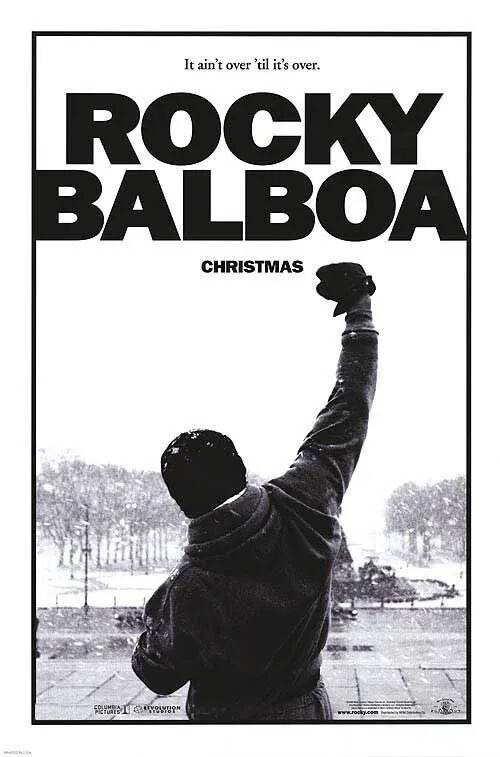 It ain't over 'til it's over.
ROCKY
BALBOA
CHRISTMAS
COLUMBIA
PICTURES
REVOLUTION
STUDIOS
www.rocky.com